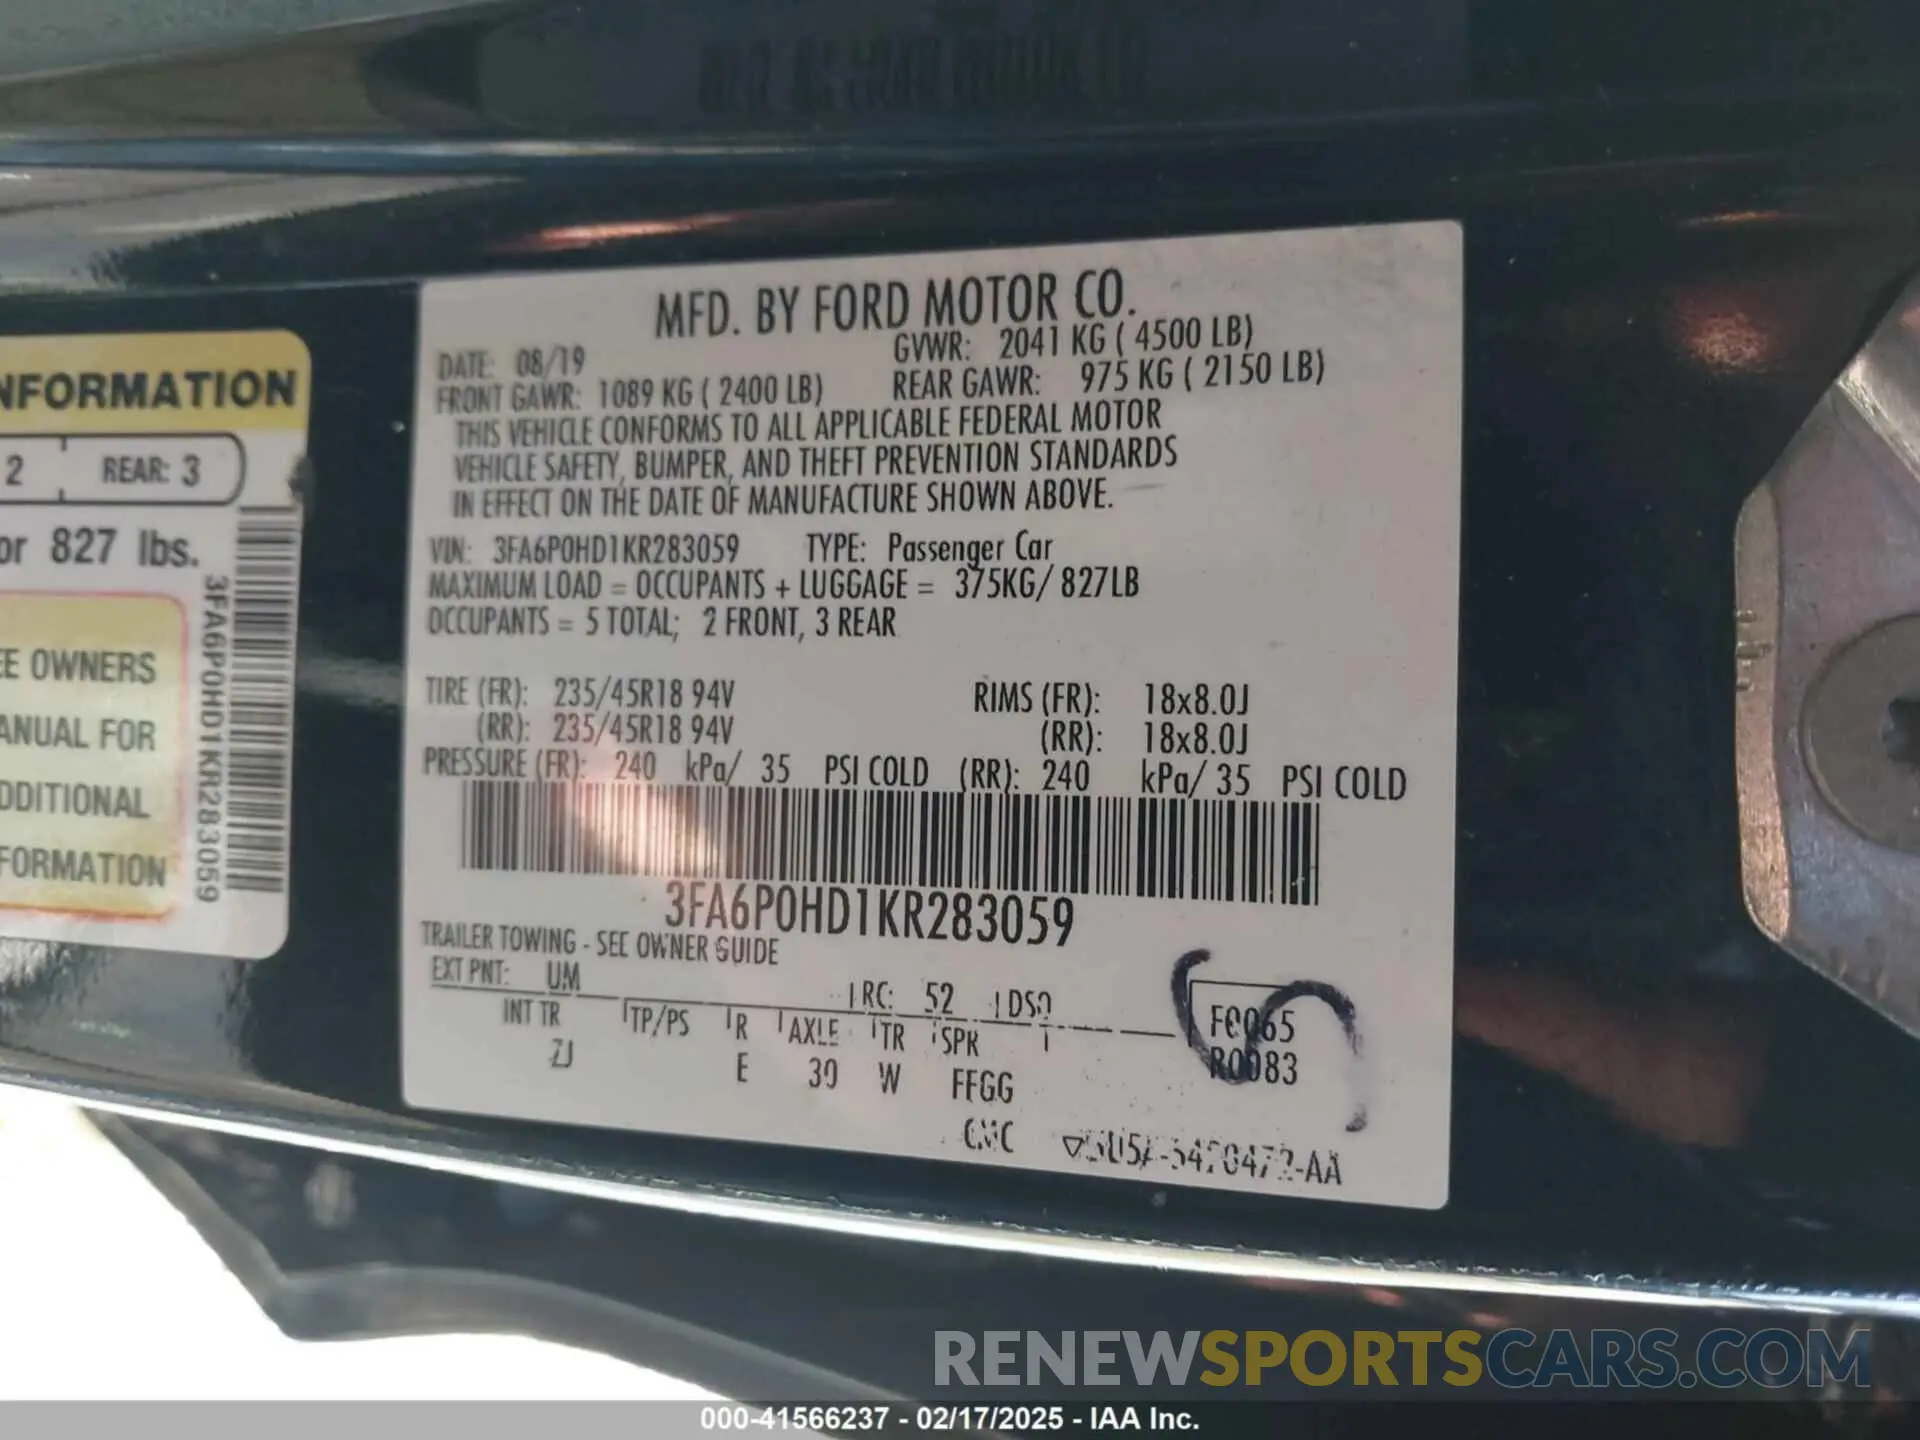 NFORMATION
2 REAR: 3
or 827 lbs.
EE OWNERS
ANUAL FOR
DDITIONAL
FORMATION
3FA6P0HD1KR283059
MFD. BY FORD MOTOR CO.
DATE: 08/19 GVWR: 2041 KG ( 4500 LB)
FRONT GAWR: 1089 KG ( 2400 LB) REAR GAWR: 975 KG ( 2150 LB)
THIS VEHICLE CONFORMS TO ALL APPLICABLE FEDERAL MOTOR
VEHICLE SAFETY, BUMPER, AND THEFT PREVENTION STANDARDS
IN EFFECT ON THE DATE OF MANUFACTURE SHOWN ABOVE.
VIN: 3FA6P0HD1KR283059 TYPE: Passenger Car
MAXIMUM LOAD = OCCUPANTS + LUGGAGE = 375KG/ 827LB
OCCUPANTS = 5 TOTAL; 2 FRONT, 3 REAR
TIRE (FR): 235/45R18 94V RIMS (FR): 18x8.0J
(RR): 235/45R18 94V (RR): 18x8.0J
PRESSURE (FR): 240 kPa/ 35 PSI COLD (RR): 240 kPa/ 35 PSI COLD
3FA6P0HD1KR283059
TRAILER TOWING - SEE OWNER GUIDE
EXT PNT: UM RC: 52 DSO
INT TR TP/PS R AXLE TR SPR
ZJ E 30 W FFGG
F0065
R0083
RENEWSPORTSCARS.COM
000-41566237 - 02/17/2025 - IAA Inc.